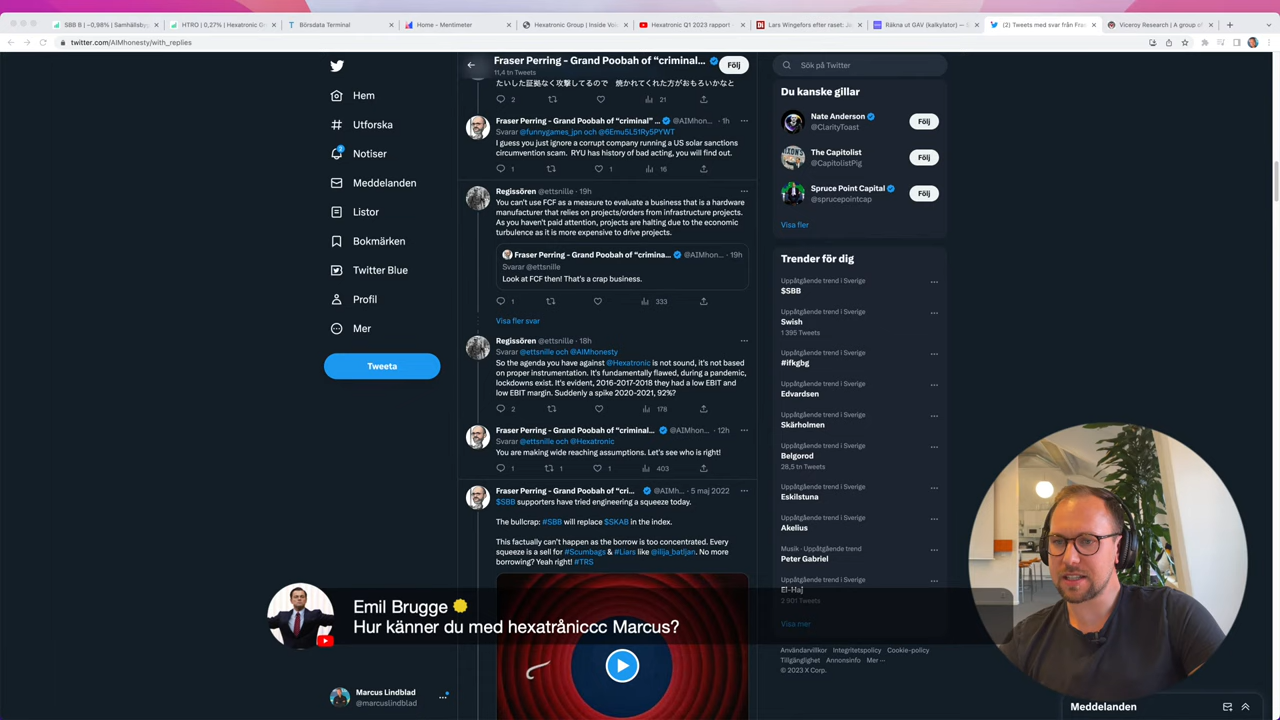 SBB B | −0,98% | Samhällsby
HTRO | 0,27% | Hexatronic G
Börsdata Terminal
Home - Mentimeter
Hexatronic Group | Inside Vo
Hexatronic Q1 2023 rapport
Lars Wingefors efter raset: J
Räkna ut GAV (kalkylator) – S
(2) Tweets med svar från Fra
Viceroy Research | A group o
twitter.com/AIMhonesty/with_replies
Hem
Utforska
2
Notiser
Meddelanden
Listor
Bokmärken
Twitter Blue
Profil
Mer
Tweeta
Marcus Lindblad
@marcuslindblad
Fraser Perring - Grand Poobah of “criminal...
11,4 tn Tweets
Följ
たいした証拠なく攻撃してるので　焼かれてくれた方がおもろいかなと
2 21
Fraser Perring - Grand Poobah of “criminal” ... @AIMhon... · 1h
Svarar @funnygames_jpn och @6Emu5L51Ry5PYWT
I guess you just ignore a corrupt company running a US solar sanctions
circumvention scam. RYU has history of bad acting, you will find out.
1 1 16
Regissören @ettsnille · 19h
You can't use FCF as a measure to evaluate a business that is a hardware
manufacturer that relies on projects/orders from infrastructure projects.
As you haven't paid attention, projects are halting due to the economic
turbulence as it is more expensive to drive projects.
Fraser Perring - Grand Poobah of “crimina... @AIMhon... · 19h
Svarar @ettsnille
Look at FCF then! That's a crap business.
1 333
Visa fler svar
Regissören @ettsnille · 18h
Svarar @ettsnille och @AIMhonesty
So the agenda you have against @Hexatronic is not sound, it's not based
on proper instrumentation. It's fundamentally flawed, during a pandemic,
lockdowns exist. It's evident, 2016-2017-2018 they had a low EBIT and
low EBIT margin. Suddenly a spike 2020-2021, 92%?
2 178
Fraser Perring - Grand Poobah of “criminal... @AIMhon... · 12h
Svarar @ettsnille och @Hexatronic
You are making wide reaching assumptions. Let's see who is right!
1 1 1 403
Fraser Perring - Grand Poobah of “cri... @AIMh... · 5 maj 2022
$SBB supporters have tried engineering a squeeze today.
The bullcrap: #SBB will replace $SKAB in the index.
This factually can't happen as the borrow is too concentrated. Every
squeeze is a sell for #Scumbags & #Liars like @ilija_batljan. No more
borrowing? Yeah right! #TRS
Sök på Twitter
Du kanske gillar
Nate Anderson
@ClarityToast
Följ
The Capitolist
@CapitolistPig
Följ
Spruce Point Capital
@sprucepointcap
Följ
Visa fler
Trender för dig
Uppåtgående trend i Sverige
$SBB
Uppåtgående trend i Sverige
Swish
1 395 Tweets
Uppåtgående trend i Sverige
#ifkgbg
Uppåtgående trend i Sverige
Edvardsen
Uppåtgående trend i Sverige
Skärholmen
Uppåtgående trend i Sverige
Belgorod
28,5 tn Tweets
Uppåtgående trend i Sverige
Eskilstuna
Uppåtgående trend i Sverige
Akelius
Musik · Uppåtgående trend
Peter Gabriel
Uppåtgående trend i Sverige
El-Haj
2 501 Tweets
Visa mer
Användarvillkor Integritetspolicy Cookie-policy
Tillgänglighet Annonsinfo Mer ···
© 2023 X Corp.
Emil Brugge
Hur känner du med hexatråniccc Marcus?
Meddelanden